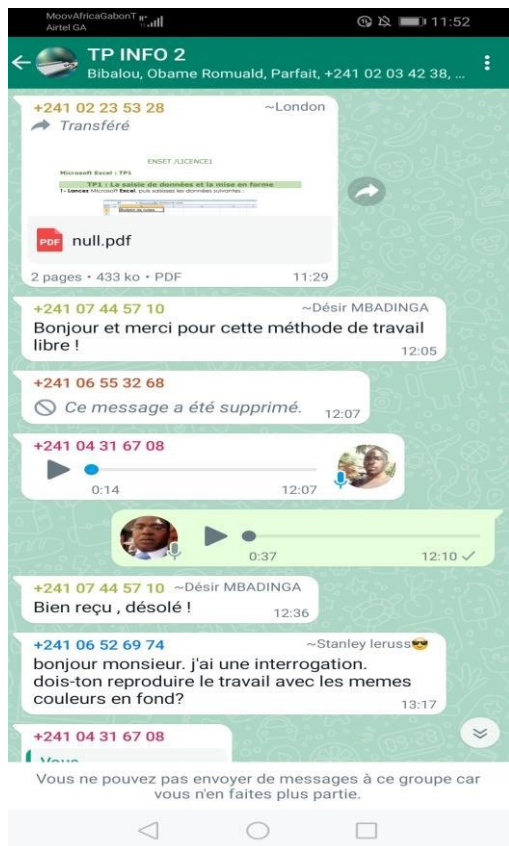 MoovAfricaGabonT
Airtel GA
11:52
TP INFO 2
Bibalou, Obame Romuald, Parfait, +241 02 03 42 38, ...
+241 02 23 53 28 ~London
Transféré
ENSET /LICENCE1
Microsoft Excel : TP1
TP1 : La saisie de données et la mise en forme
1- Lancez Microsoft Excel, puis saisissez les données suivantes :
PDF null.pdf
2 pages • 433 ko • PDF 11:29
+241 07 44 57 10 ~Désir MBADINGA
Bonjour et merci pour cette méthode de travail
libre !
12:05
+241 06 55 32 68
Ce message a été supprimé. 12:07
+241 04 31 67 08
0:14 12:07
0:37 12:10
+241 07 44 57 10 ~Désir MBADINGA
Bien reçu , désolé ! 12:36
+241 06 52 69 74 ~Stanley leruss😎
bonjour monsieur. j'ai une interrogation.
dois-ton reproduire le travail avec les memes
couleurs en fond?
13:17
+241 04 31 67 08
Vous
Vous ne pouvez pas envoyer de messages à ce groupe car
vous n'en faites plus partie.